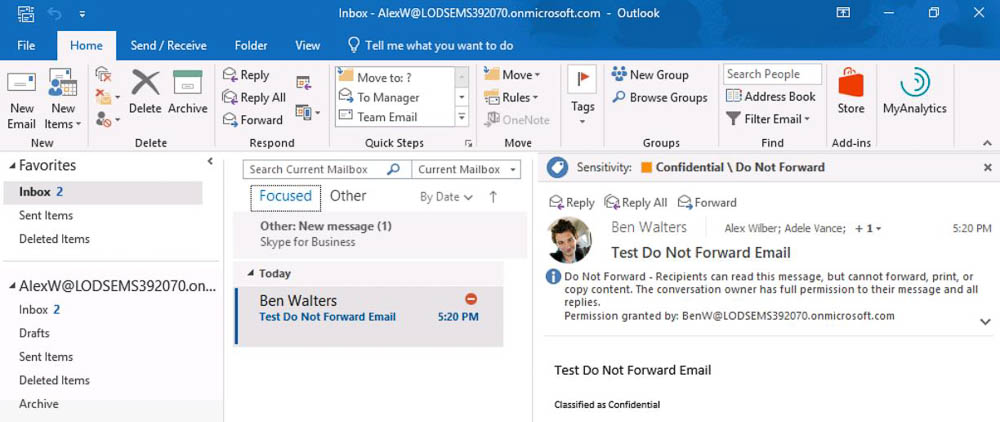 Inbox - AlexW@LODSEMS392070.onmicrosoft.com - Outlook
File Home Send / Receive Folder View Tell me what you want to do
New Email
New Items
New
Delete
Archive
Delete
Reply
Reply All
Forward
Respond
Move to: ?
To Manager
Team Email
Quick Steps
Move
Rules
OneNote
Move
Tags
New Group
Browse Groups
Groups
Search People
Address Book
Filter Email
Find
Store
Add-ins
MyAnalytics
Favorites
Inbox 2
Sent Items
Deleted Items
AlexW@LODSEMS392070.on...
Inbox 2
Drafts
Sent Items
Deleted Items
Archive
Search Current Mailbox Current Mailbox
Focused Other By Date
Other: New message (1)
Skype for Business
Today
Ben Walters
Test Do Not Forward Email 5:20 PM
Sensitivity: Confidential \ Do Not Forward
Reply Reply All Forward
Ben Walters Alex Wilber; Adele Vance; + 1 5:20 PM
Test Do Not Forward Email
Do Not Forward - Recipients can read this message, but cannot forward, print, or
copy content. The conversation owner has full permission to their message and all
replies.
Permission granted by: BenW@LODSEMS392070.onmicrosoft.com
Test Do Not Forward Email
Classified as Confidential